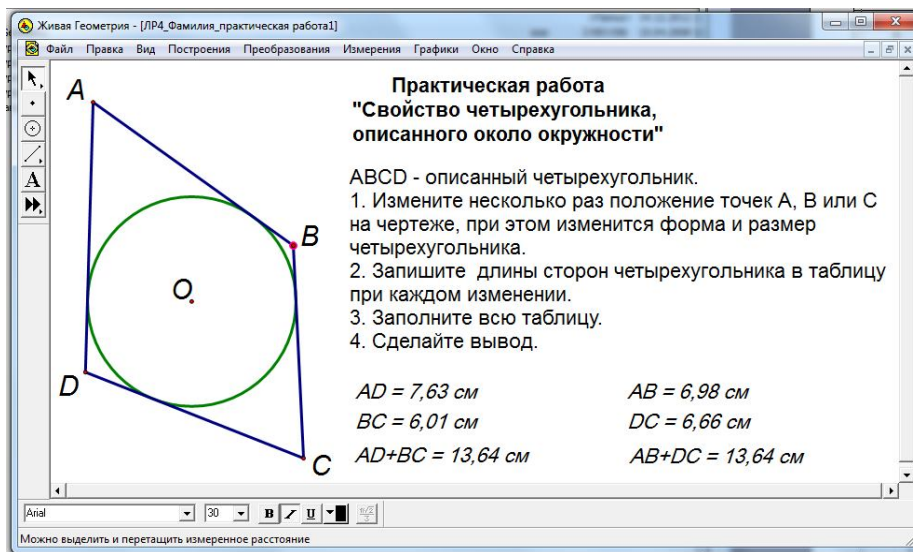 Живая Геометрия - [ЛР4_Фамилия_практическая работа1]
Файл Правка Вид Построения Преобразования Измерения Графики Окно Справка
Практическая работа
"Свойство четырехугольника,
описанного около окружности"
ABCD - описанный четырехугольник.
1. Измените несколько раз положение точек А, В или С
на чертеже, при этом изменится форма и размер
четырехугольника.
2. Запишите длины сторон четырехугольника в таблицу
при каждом изменении.
3. Заполните всю таблицу.
4. Сделайте вывод.
A
B
O
D
C
AD = 7,63 см
AB = 6,98 см
BC = 6,01 см
DC = 6,66 см
AD+BC = 13,64 см
AB+DC = 13,64 см
A
Arial 30 B I U
Можно выделить и перетащить измеренное расстояние